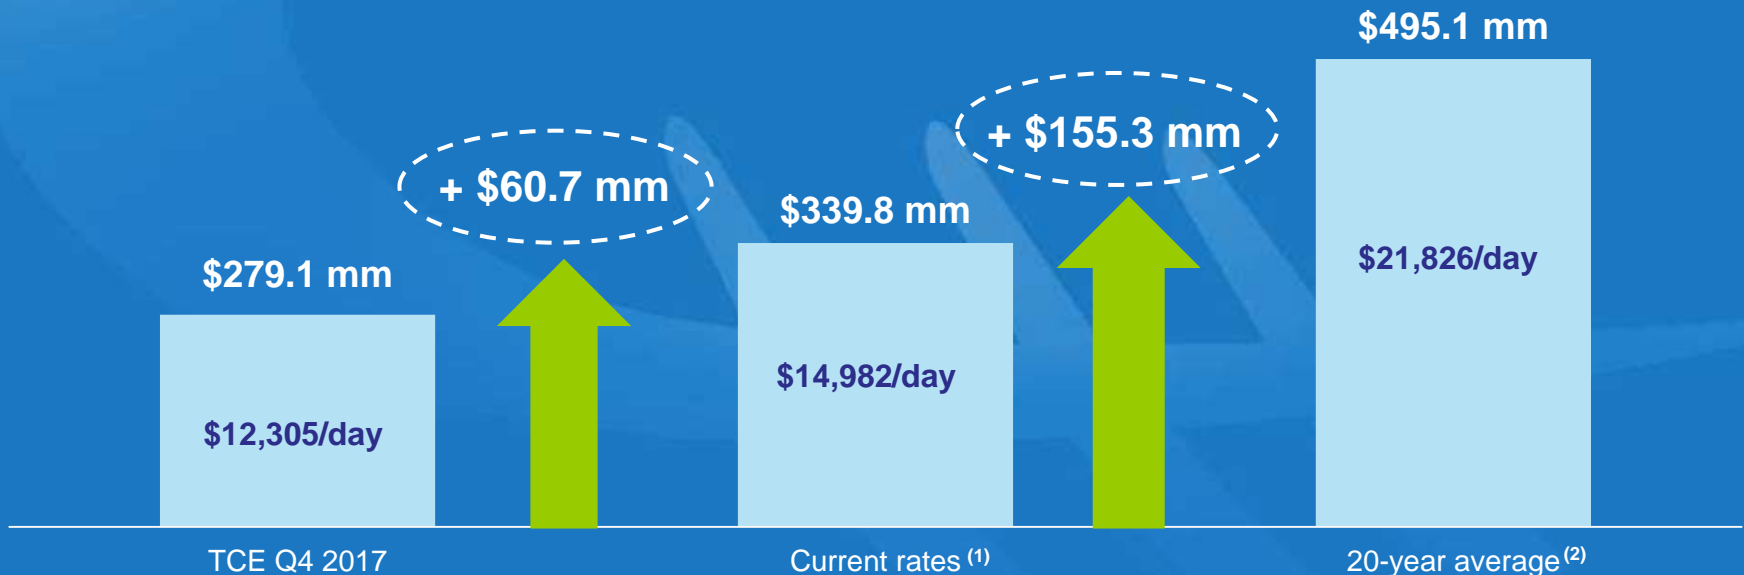 $495.1 mm
+ $155.3 mm
+ $60.7 mm
$339.8 mm
$279.1 mm
$21,826/day
$14,982/day
$12,305/day
TCE Q4 2017
Current rates (1)
20-year average (2)